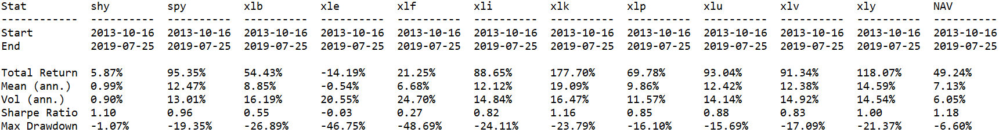 Stat          shy         spy         xlb         xle         xlf         xli         xlk         xlp         xlu         xlv         xly         NAV
------------  ----------  ----------  ----------  ----------  ----------  ----------  ----------  ----------  ----------  ----------  ----------  ----------
Start         2013-10-16  2013-10-16  2013-10-16  2013-10-16  2013-10-16  2013-10-16  2013-10-16  2013-10-16  2013-10-16  2013-10-16  2013-10-16  2013-10-16
End           2019-07-25  2019-07-25  2019-07-25  2019-07-25  2019-07-25  2019-07-25  2019-07-25  2019-07-25  2019-07-25  2019-07-25  2019-07-25  2019-07-25
Total Return  5.87%       95.35%      54.43%      -14.19%     21.25%      88.65%      177.70%     69.78%      93.04%      91.34%      118.07%     49.24%
Mean (ann.)   0.99%       12.47%      8.85%       -0.54%      6.68%       12.12%      19.09%      9.86%       12.42%      12.38%      14.59%      7.13%
Vol (ann.)    0.90%       13.01%      16.19%      20.55%      24.70%      14.84%      16.47%      11.57%      14.14%      14.92%      14.54%      6.05%
Sharpe Ratio  1.10        0.96        0.55        -0.03       0.27        0.82        1.16        0.85        0.88        0.83        1.00        1.18
Max Drawdown  -1.07%      -19.35%     -26.89%     -46.75%     -48.69%     -24.11%     -23.79%     -16.10%     -15.69%     -17.09%     -21.37%     -6.60%